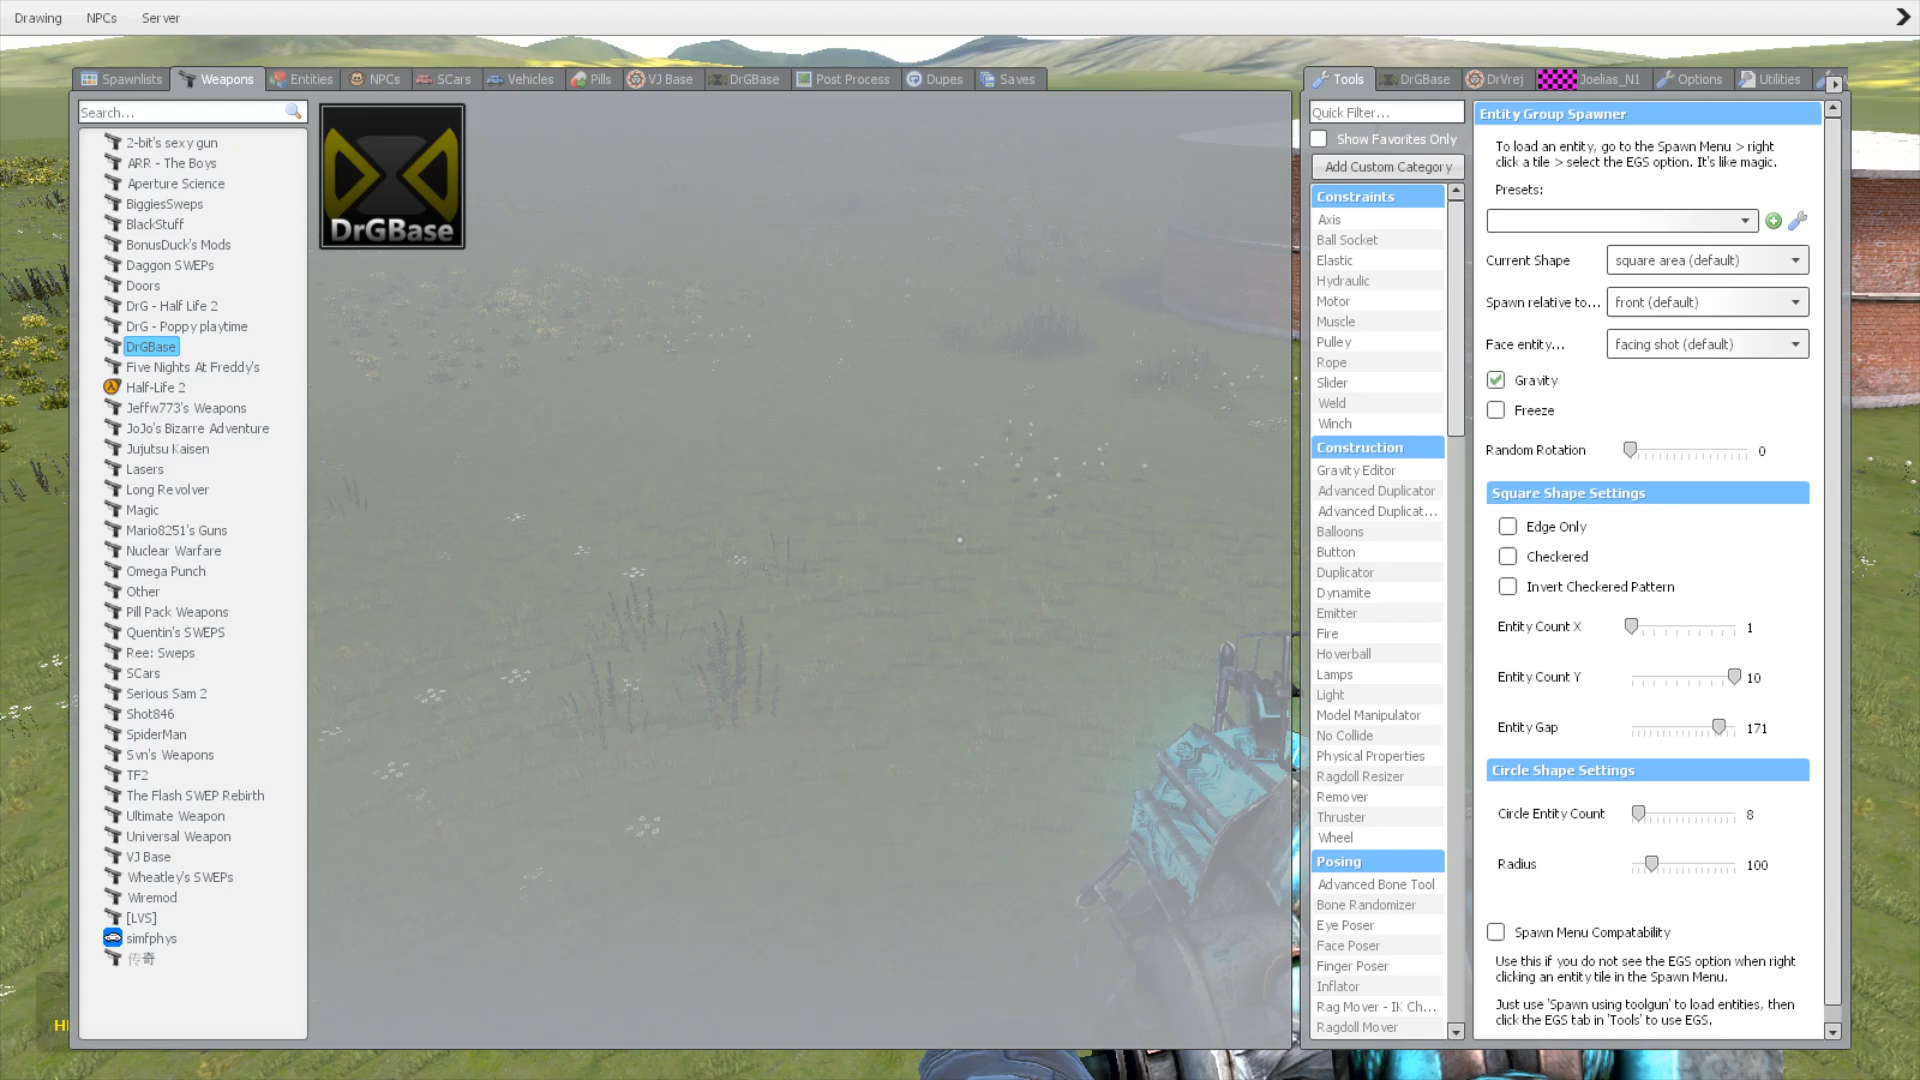 Drawing NPCs Server
Spawnlists Weapons Entities NPCs SCars Vehicles Pills VJ Base DrGBase Post Process Dupes Saves
Search...
2-bit's sexy gun
ARR - The Boys
Aperture Science
BiggiesSweps
BlackStuff
BonusDuck's Mods
Daggon SWEPs
Doors
DrG - Half Life 2
DrG - Poppy playtime
DrGBase
Five Nights At Freddy's
Half-Life 2
Jeffw773's Weapons
JoJo's Bizarre Adventure
Jujutsu Kaisen
Lasers
Long Revolver
Magic
Mario8251's Guns
Nuclear Warfare
Omega Punch
Other
Pill Pack Weapons
Quentin's SWEPS
Ree: Sweps
SCars
Serious Sam 2
Shot846
SpiderMan
Svn's Weapons
TF2
The Flash SWEP Rebirth
Ultimate Weapon
Universal Weapon
VJ Base
Wheatley's SWEPs
Wiremod
[LVS]
simfphys
传奇
DrGBase
Tools DrGBase DrVrej Joelias_N1 Options Utilities
Quick Filter...
Show Favorites Only
Add Custom Category
Constraints
Axis
Ball Socket
Elastic
Hydraulic
Motor
Muscle
Pulley
Rope
Slider
Weld
Winch
Construction
Gravity Editor
Advanced Duplicator
Advanced Duplicat...
Balloons
Button
Duplicator
Dynamite
Emitter
Fire
Hoverball
Lamps
Light
Model Manipulator
No Collide
Physical Properties
Ragdoll Resizer
Remover
Thruster
Wheel
Posing
Advanced Bone Tool
Bone Randomizer
Eye Poser
Face Poser
Finger Poser
Inflator
Rag Mover - IK Ch...
Ragdoll Mover
Entity Group Spawner
To load an entity, go to the Spawn Menu > right
click a tile > select the EGS option. It's like magic.
Presets:
Current Shape square area (default)
Spawn relative to... front (default)
Face entity... facing shot (default)
Gravity
Freeze
Random Rotation 0
Square Shape Settings
Edge Only
Checkered
Invert Checkered Pattern
Entity Count X 1
Entity Count Y 10
Entity Gap 171
Circle Shape Settings
Circle Entity Count 8
Radius 100
Spawn Menu Compatability
Use this if you do not see the EGS option when right
clicking an entity tile in the Spawn Menu.
Just use 'Spawn using toolgun' to load entities, then
click the EGS tab in 'Tools' to use EGS.